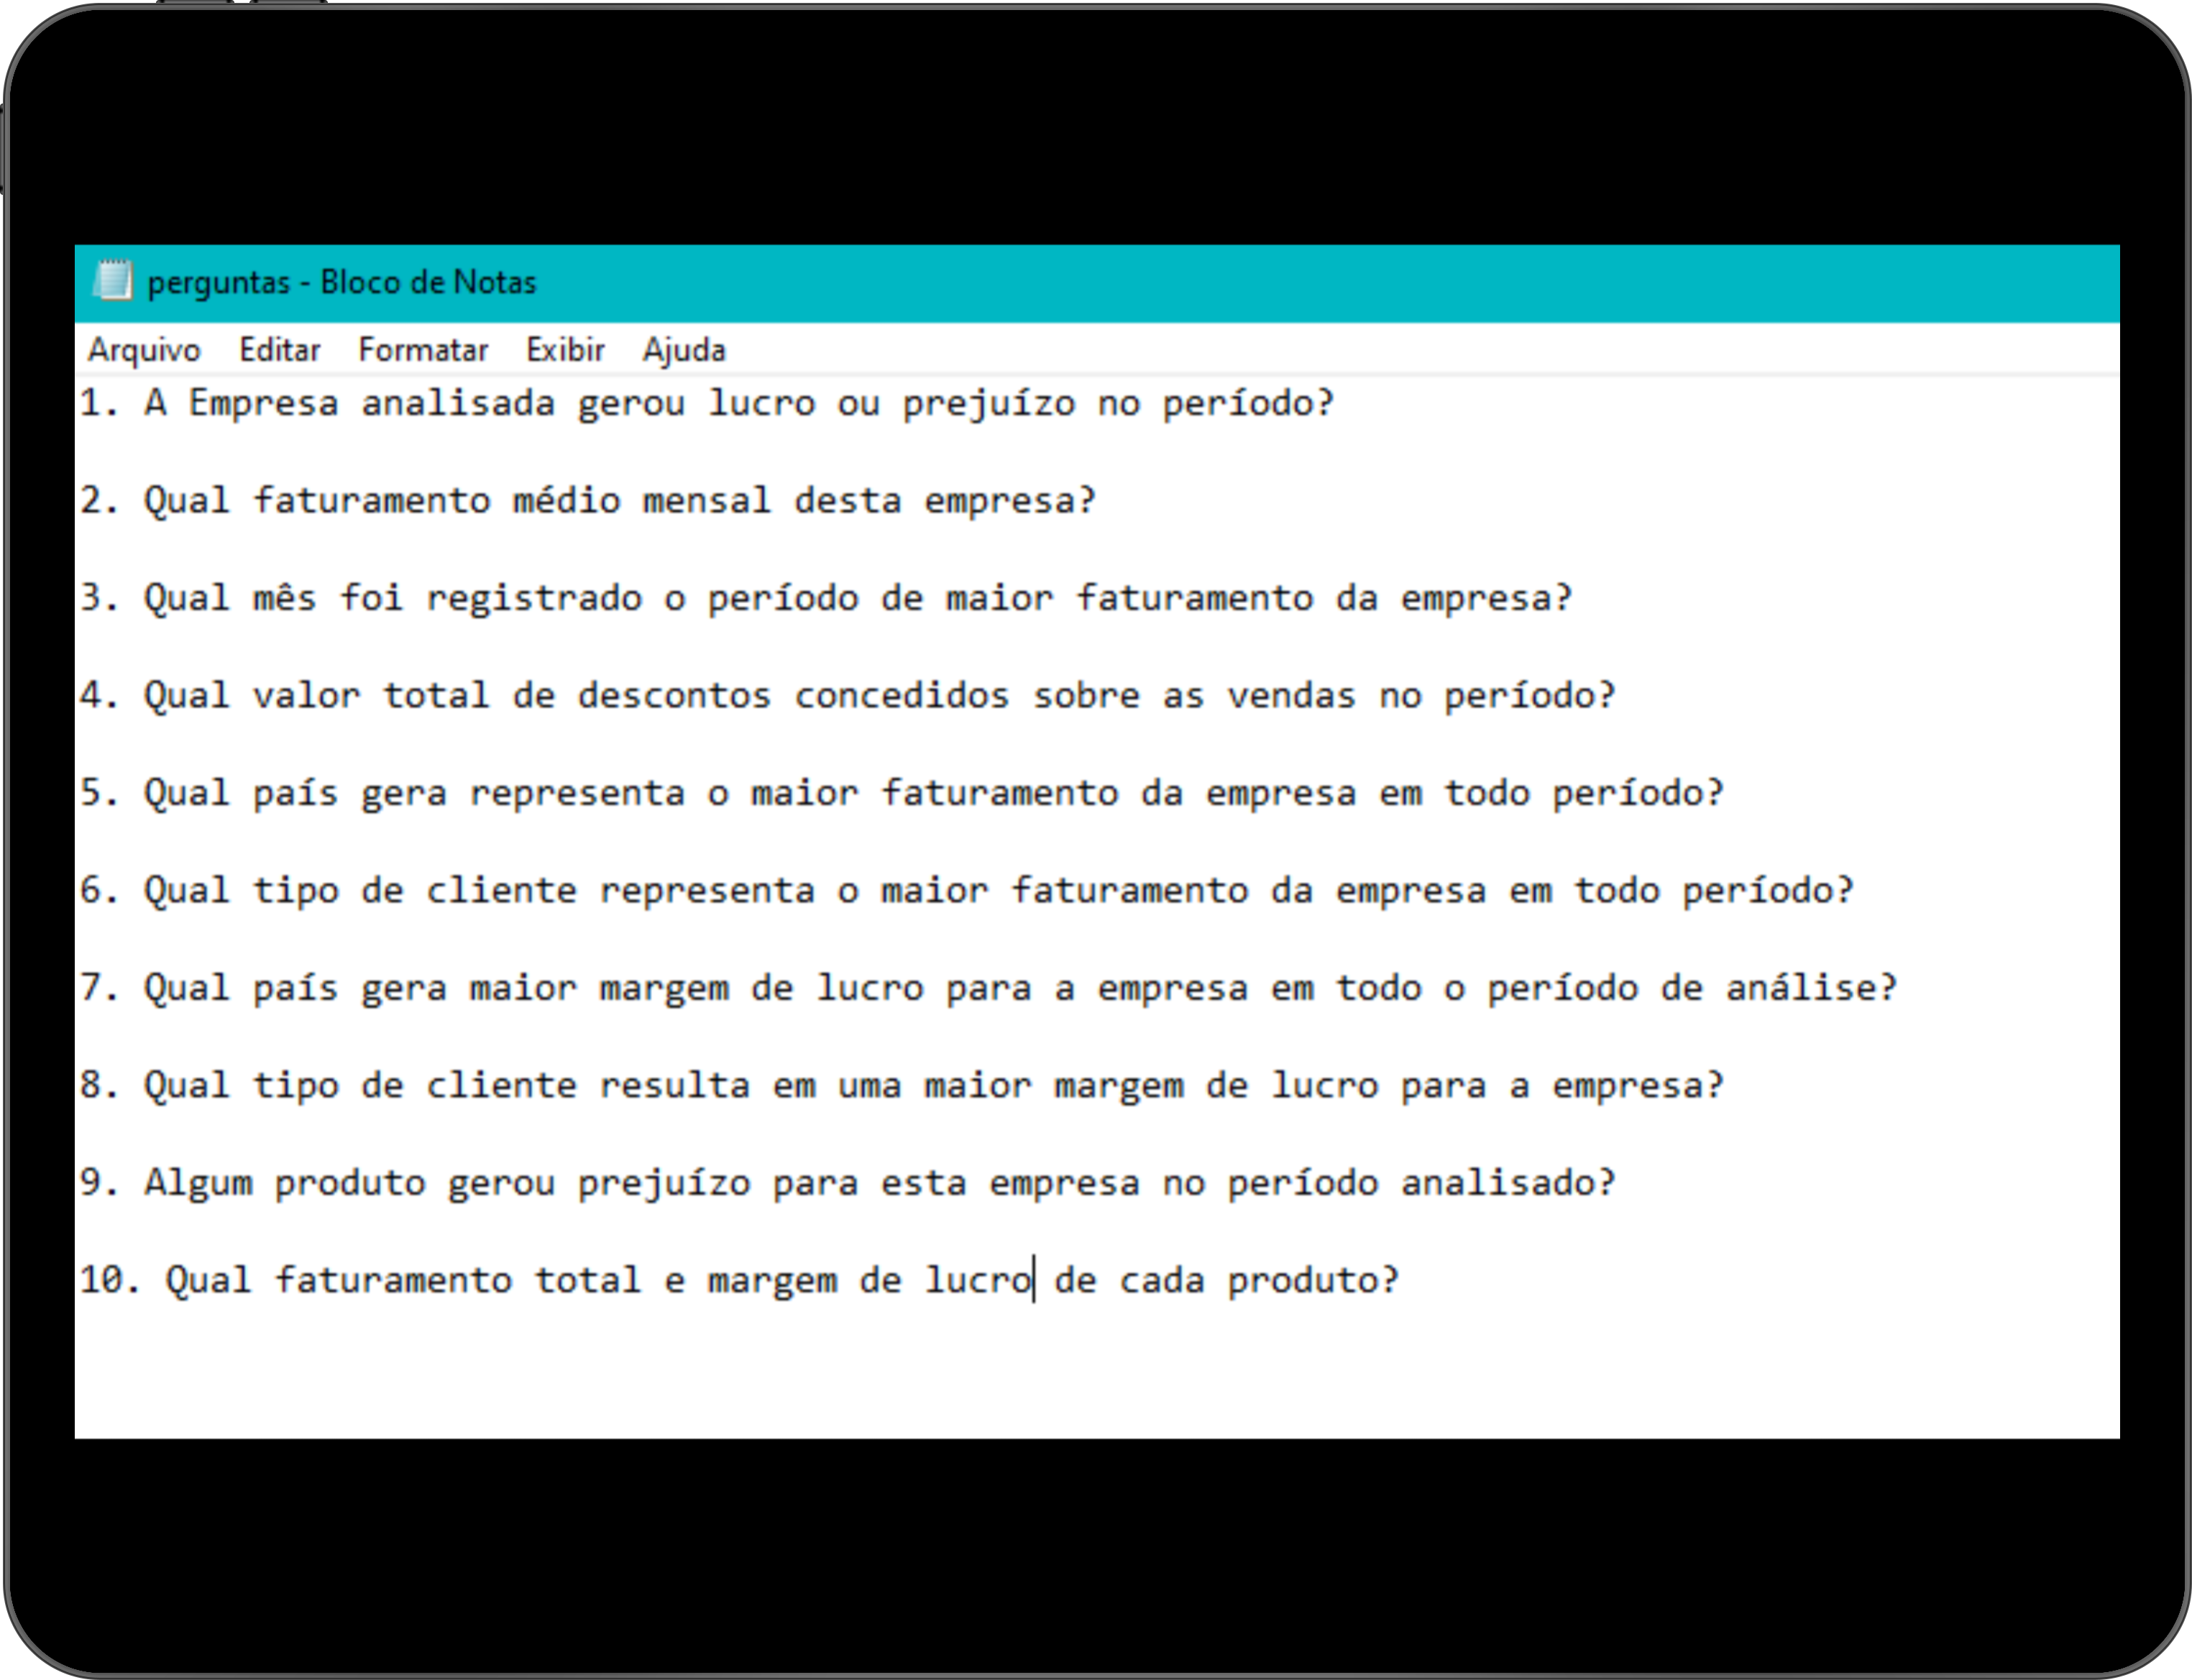 perguntas - Bloco de Notas
Arquivo Editar Formatar Exibir Ajuda
1. A Empresa analisada gerou lucro ou prejuízo no período?
2. Qual faturamento médio mensal desta empresa?
3. Qual mês foi registrado o período de maior faturamento da empresa?
4. Qual valor total de descontos concedidos sobre as vendas no período?
5. Qual país gera representa o maior faturamento da empresa em todo período?
6. Qual tipo de cliente representa o maior faturamento da empresa em todo período?
7. Qual país gera maior margem de lucro para a empresa em todo o período de análise?
8. Qual tipo de cliente resulta em uma maior margem de lucro para a empresa?
9. Algum produto gerou prejuízo para esta empresa no período analisado?
10. Qual faturamento total e margem de lucro de cada produto?